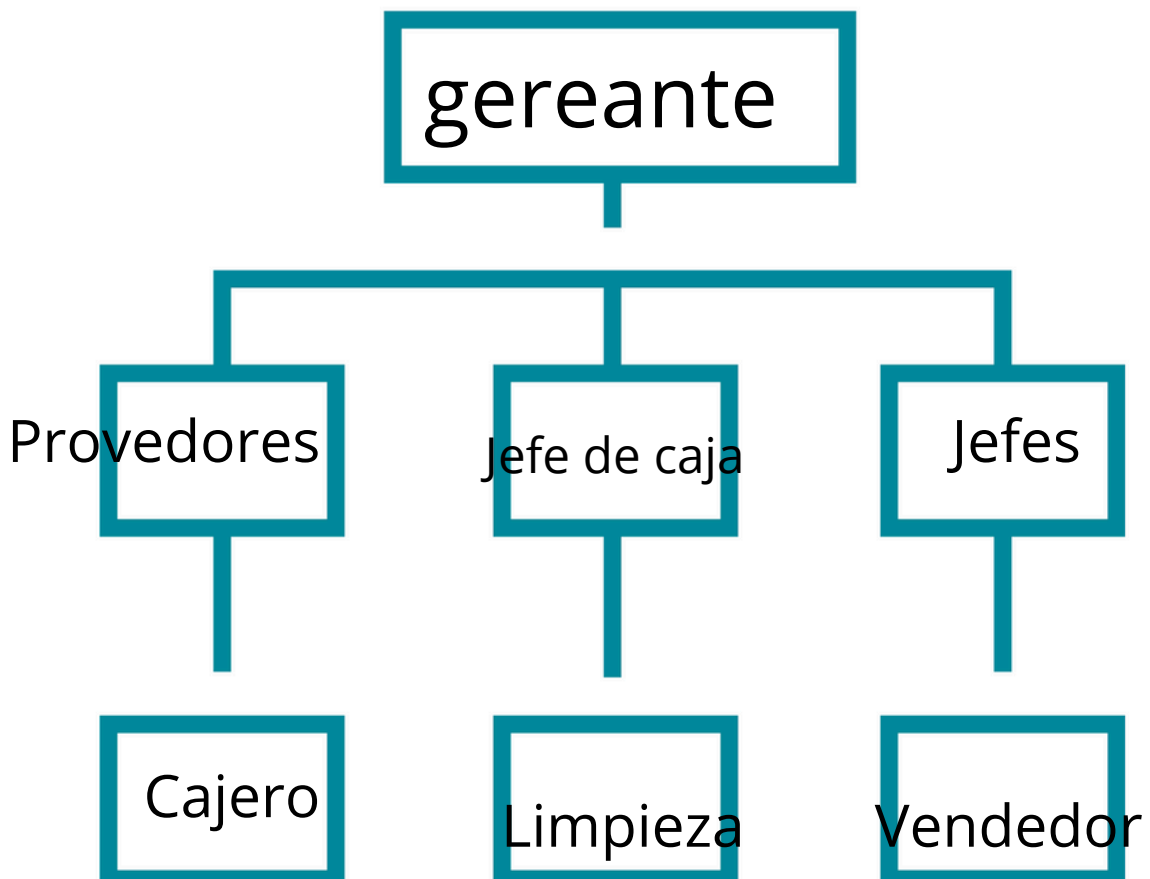 gereante
Provedores
Jefe de caja
Jefes
Cajero
Limpieza
Vendedor